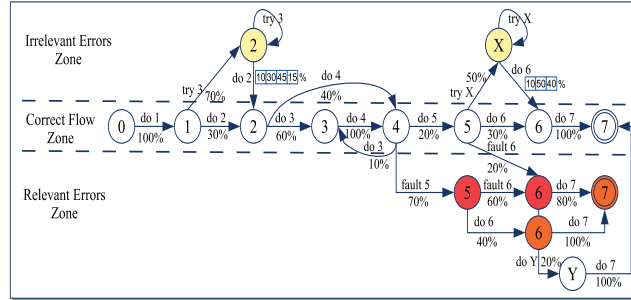 try 3
try X
Irrelevant Errors
Zone
2
X
do 2 10 30 45 15 %
do 4
50%
do 6
10 50 40 %
try 3
70%
40%
try X
Correct Flow
Zone
0
do 1
100%
1
do 2
30%
2
do 3
60%
3
do 4
100%
4
do 5
20%
5
do 6
30%
6
do 7
100%
7
do 3
10%
fault 6
20%
Relevant Errors
Zone
fault 5
70%
5
fault 6
60%
6
do 7
80%
7
do 6
40%
6
do 7
100%
do Y 20%
Y
do 7
100%